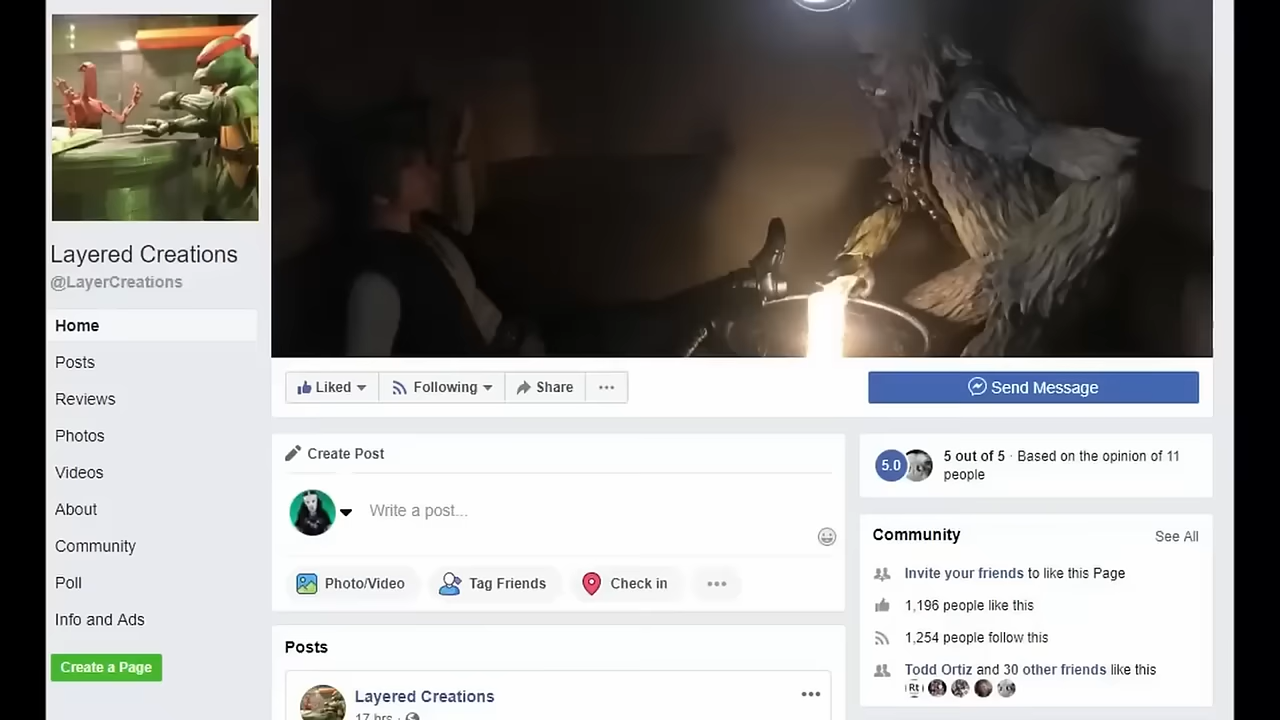 Layered Creations
@LayerCreations
Home
Posts
Reviews
Photos
Videos
About
Community
Poll
Info and Ads
Create a Page
Liked
Following
Share
Send Message
Create Post
Write a post...
Photo/Video
Tag Friends
Check in
Posts
Layered Creations
17 hrs ·
5.0
5 out of 5 · Based on the opinion of 11
people
Community
See All
Invite your friends to like this Page
1,196 people like this
1,254 people follow this
Todd Ortiz and 30 other friends like this
Rt